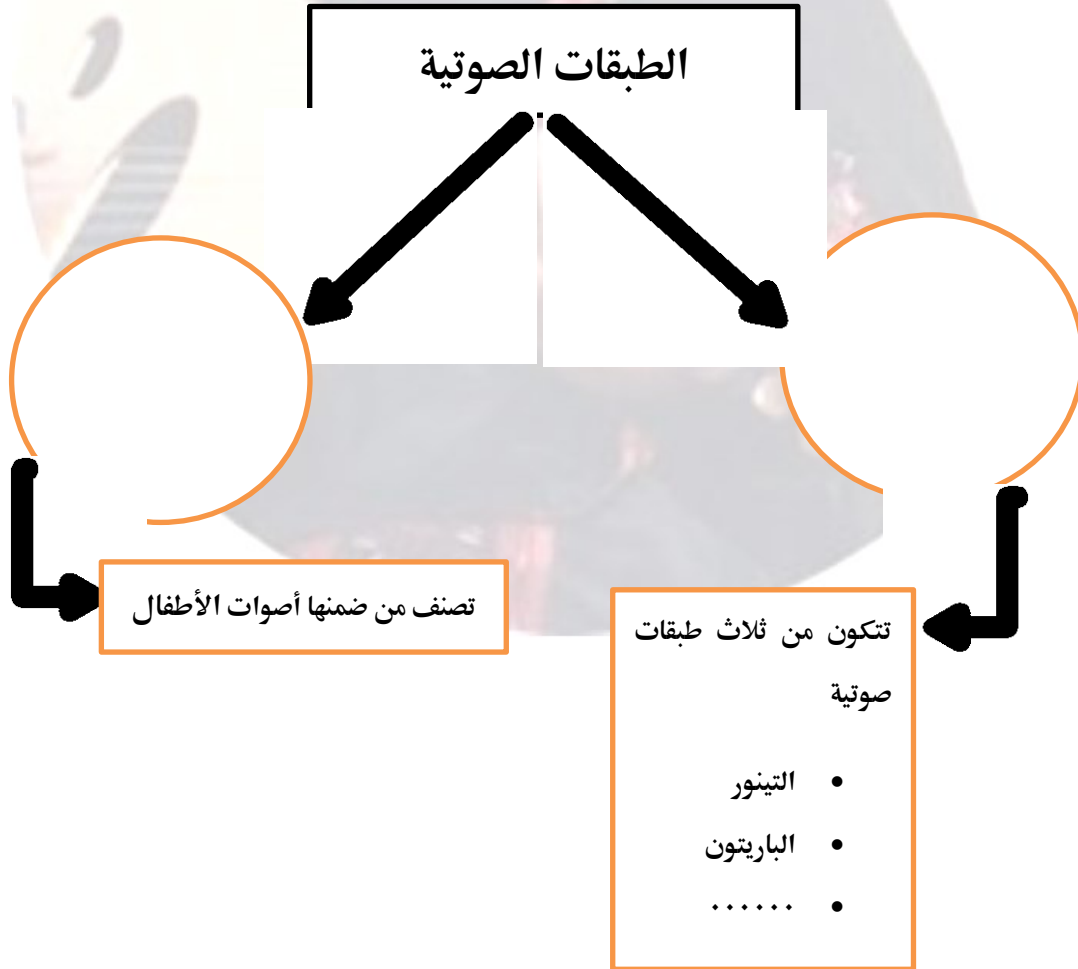 الطبقات الصوتية
تصنف من ضمنها أصوات الأطفال
تتكون من ثلاث طبقات
صوتية
• التينور
• الباريتون
• ......